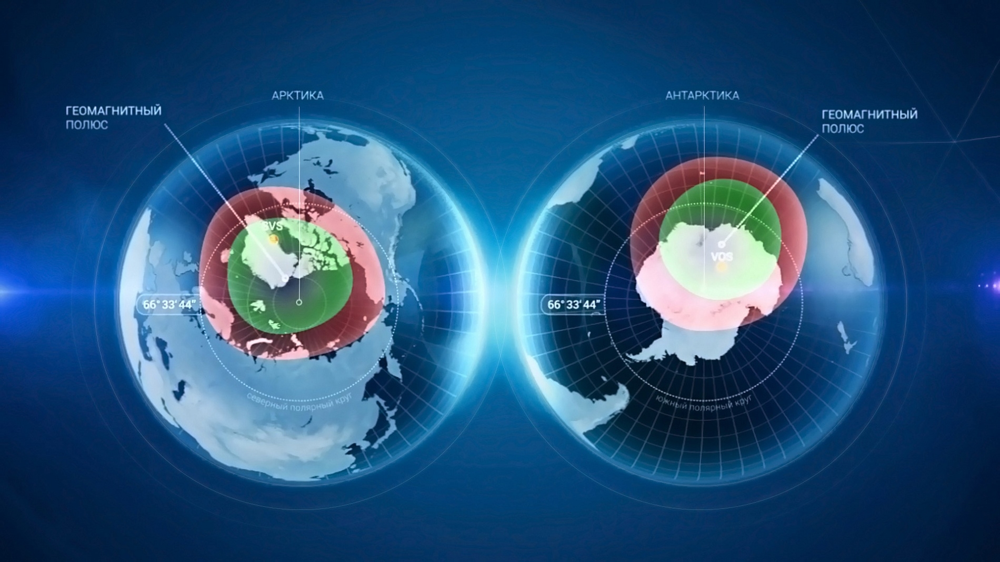 АРКТИКА
ГЕОМАГНИТНЫЙ
ПОЛЮС
SVS
66°33‘44”
северный полярный круг
АНТАРКТИКА
ГЕОМАГНИТНЫЙ
ПОЛЮС
VOS
66°33‘44”
южный полярный круг